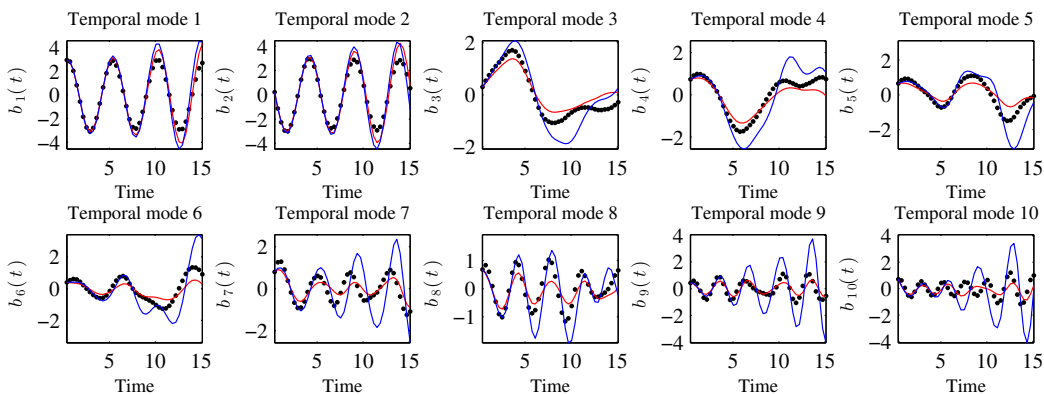 Temporal mode 1
Temporal mode 2
Temporal mode 3
Temporal mode 4
Temporal mode 5
b1(t)
4
2
0
−2
−4
5
10
15
Time
b2(t)
4
2
0
−2
−4
5
10
15
Time
b3(t)
2
0
−2
5
10
15
Time
b4(t)
2
0
−2
5
10
15
Time
b5(t)
2
0
−2
5
10
15
Time
Temporal mode 6
Temporal mode 7
Temporal mode 8
Temporal mode 9
Temporal mode 10
b6(t)
2
0
−2
5
10
15
Time
b7(t)
2
0
−2
5
10
15
Time
b8(t)
1
0
−1
5
10
15
Time
b9(t)
4
2
0
−2
−4
5
10
15
Time
b10(t)
4
2
0
−2
−4
5
10
15
Time